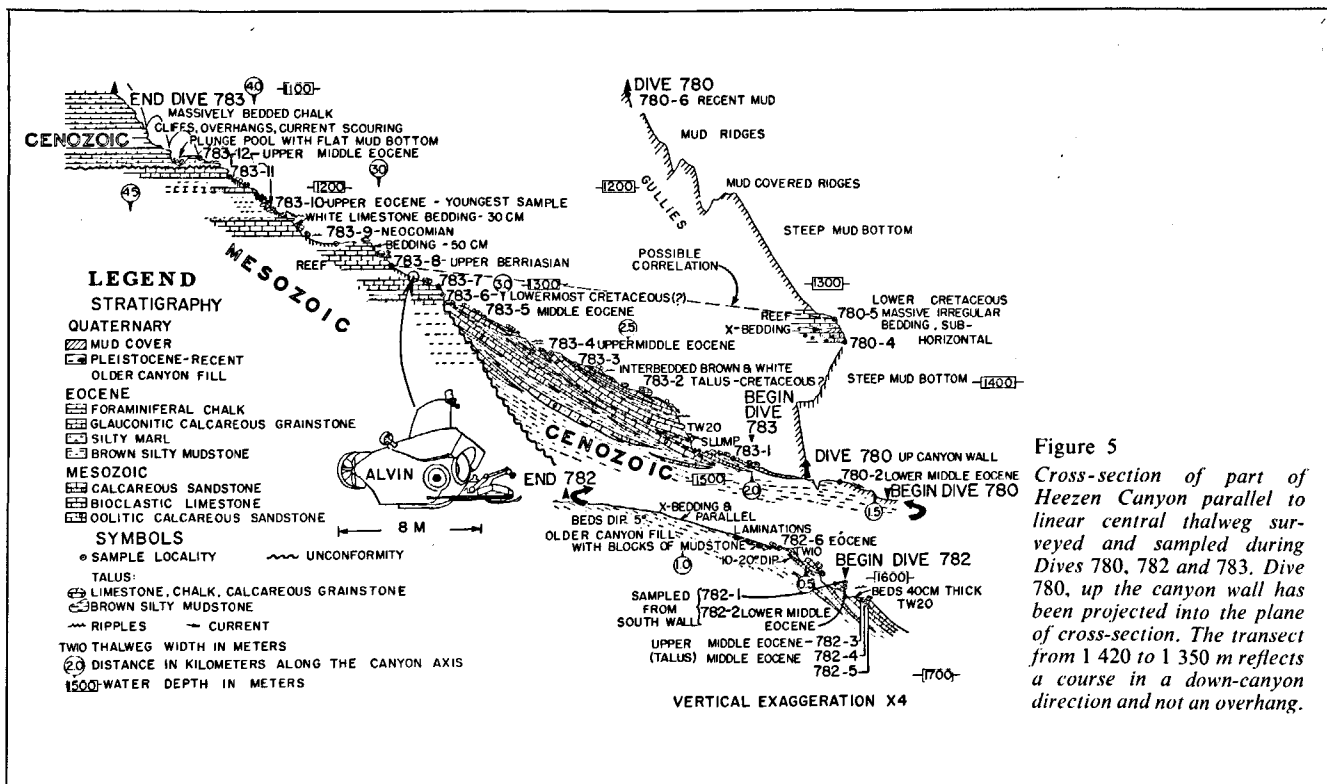 END DIVE 783
40
1100
MASSIVELY BEDDED CHALK
CLIFFS, OVERHANGS, CURRENT SCOURING
PLUNGE POOL WITH FLAT MUD BOTTOM
CENOZOIC
783-12-UPPER MIDDLE EOCENE
783-11
45
1200
30
783-10-UPPER EOCENE - YOUNGEST SAMPLE
WHITE LIMESTONE BEDDING - 30 CM
783-9-NEOCOMIAN
BEDDING - 50 CM
REEF
783-8-UPPER BERRIASIAN
MESOZOIC
783-7
30
1300
783-6-LOWERMOST CRETACEOUS(?)
783-5 MIDDLE EOCENE
2.5
783-4 UPPER MIDDLE EOCENE
783-3
INTERBEDDED BROWN & WHITE
783-2 TALUS-CRETACEOUS?
BEGIN
DIVE
783
TW20
SLUMP
783-1
CENOZOIC
1500
2.0
DIVE 780
780-6 RECENT MUD
MUD RIDGES
1200
GULLIES
MUD COVERED RIDGES
STEEP MUD BOTTOM
POSSIBLE
CORRELATION
1300
REEF
X-BEDDING
780-5
LOWER CRETACEOUS
MASSIVE IRREGULAR
BEDDING, SUB-
HORIZONTAL
780-4
STEEP MUD BOTTOM
1400
DIVE 780 UP CANYON WALL
780-2 LOWER MIDDLE EOCENE
BEGIN DIVE 780
1.5
END 782
X-BEDDING &
PARALLEL
LAMINATIONS
BEDS DIP 5°
OLDER CANYON FILL
WITH BLOCKS OF MUDSTONE
1.0
782-6 EOCENE
TW10
10-20° DIP
0.5
BEGIN DIVE 782
1600
BEDS 40CM THICK
TW20
SAMPLED
FROM
SOUTH WALL
782-1
782-2 LOWER MIDDLE
EOCENE
UPPER MIDDLE EOCENE-782-3
(TALUS) MIDDLE EOCENE 782-4
782-5
1700
VERTICAL EXAGGERATION X4
ALVIN
8 M
LEGEND
STRATIGRAPHY
QUATERNARY
MUD COVER
PLEISTOCENE-RECENT
OLDER CANYON FILL
EOCENE
FORAMINIFERAL CHALK
GLAUCONITIC CALCAREOUS GRAINSTONE
SILTY MARL
BROWN SILTY MUDSTONE
MESOZOIC
CALCAREOUS SANDSTONE
BIOCLASTIC LIMESTONE
OOLITIC CALCAREOUS SANDSTONE
SYMBOLS
SAMPLE LOCALITY
UNCONFORMITY
TALUS:
LIMESTONE, CHALK, CALCAREOUS GRAINSTONE
BROWN SILTY MUDSTONE
RIPPLES
CURRENT
TW10 THALWEG WIDTH IN METERS
2.0 DISTANCE IN KILOMETERS ALONG THE CANYON AXIS
1500 WATER DEPTH IN METERS
Figure 5
Cross-section of part of
Heezen Canyon parallel to
linear central thalweg sur-
veyed and sampled during
Dives 780, 782 and 783. Dive
780, up the canyon wall has
been projected into the plane
of cross-section. The transect
from 1 420 to 1 350 m reflects
a course in a down-canyon
direction and not an overhang.